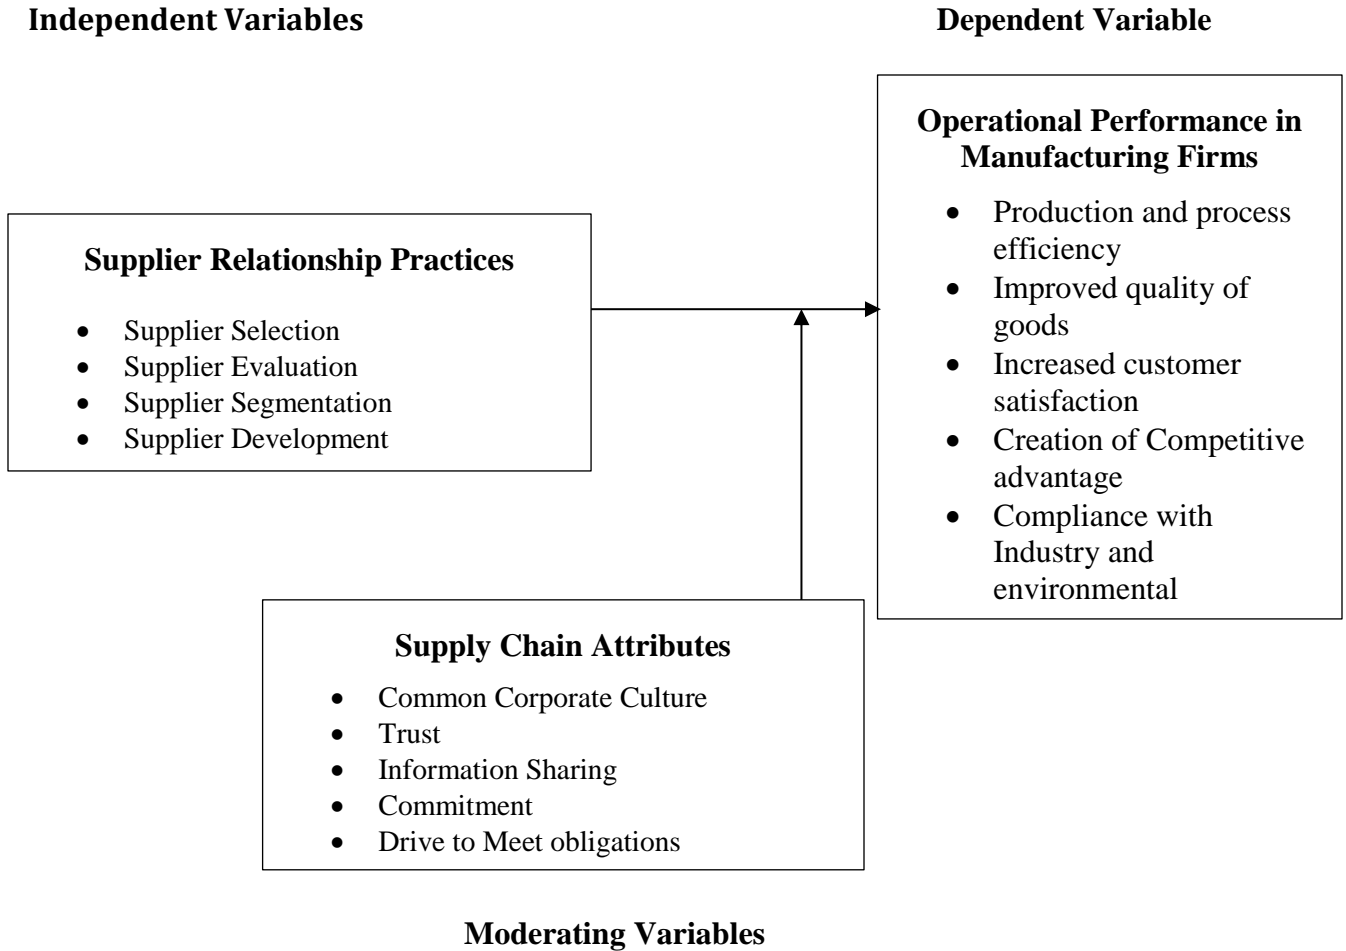 Independent Variables
Dependent Variable
Operational Performance in
Manufacturing Firms
• Production and process
efficiency
• Improved quality of
goods
• Increased customer
satisfaction
• Creation of Competitive
advantage
• Compliance with
Industry and
environmental
Supplier Relationship Practices
• Supplier Selection
• Supplier Evaluation
• Supplier Segmentation
• Supplier Development
Supply Chain Attributes
• Common Corporate Culture
• Trust
• Information Sharing
• Commitment
• Drive to Meet obligations
Moderating Variables